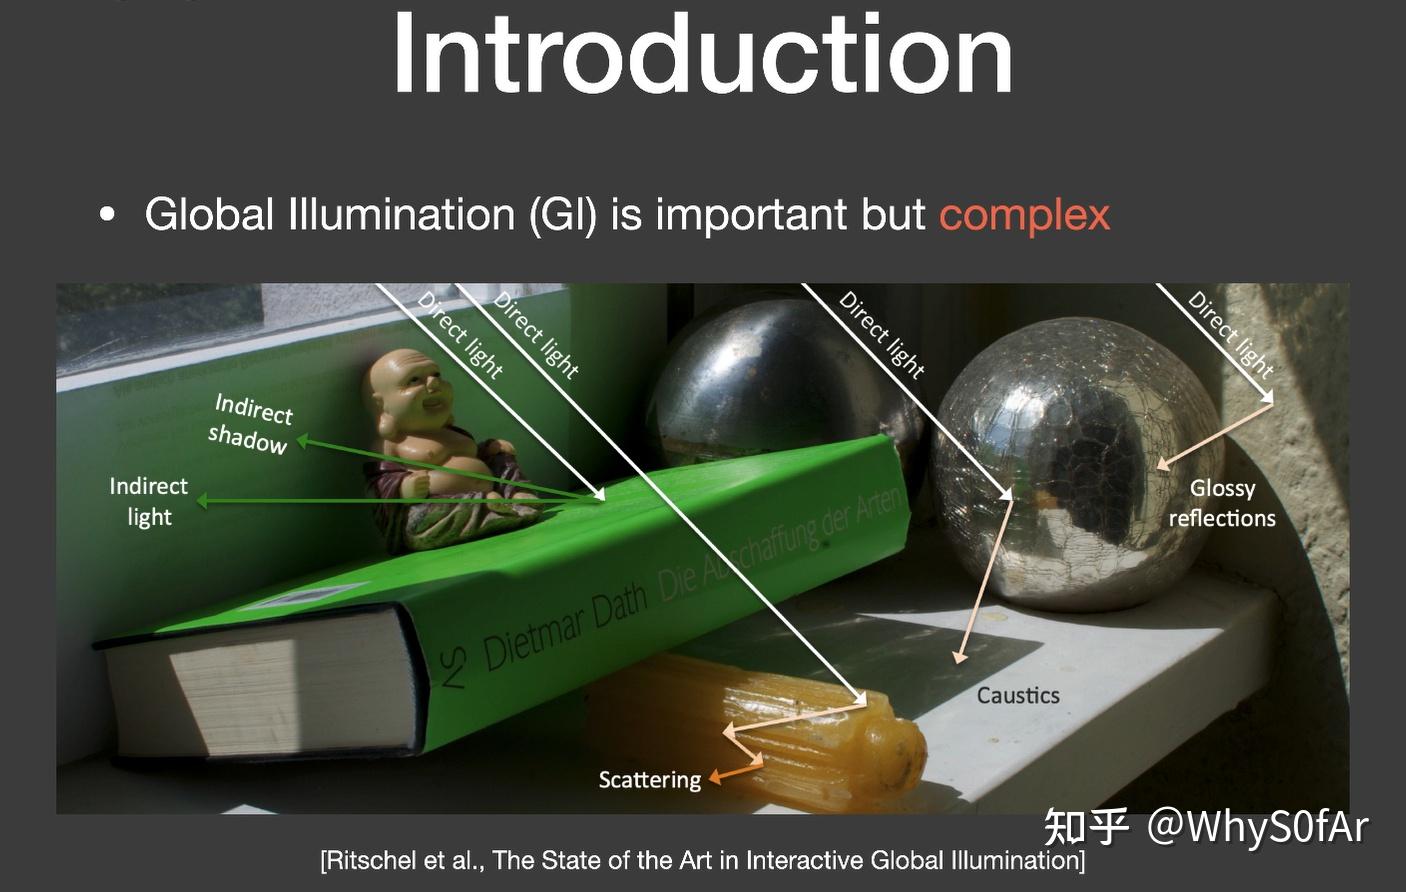 Introduction
• Global Illumination (GI) is important but complex
Direct light
Direct light
Direct light
Direct light
Indirect
shadow
Indirect
light
Glossy
reflections
Dietmar Dath Die Abschaffung der Arten
Caustics
Scattering
知乎 @WhyS0fAr
[Ritschel et al., The State of the Art in Interactive Global Illumination]